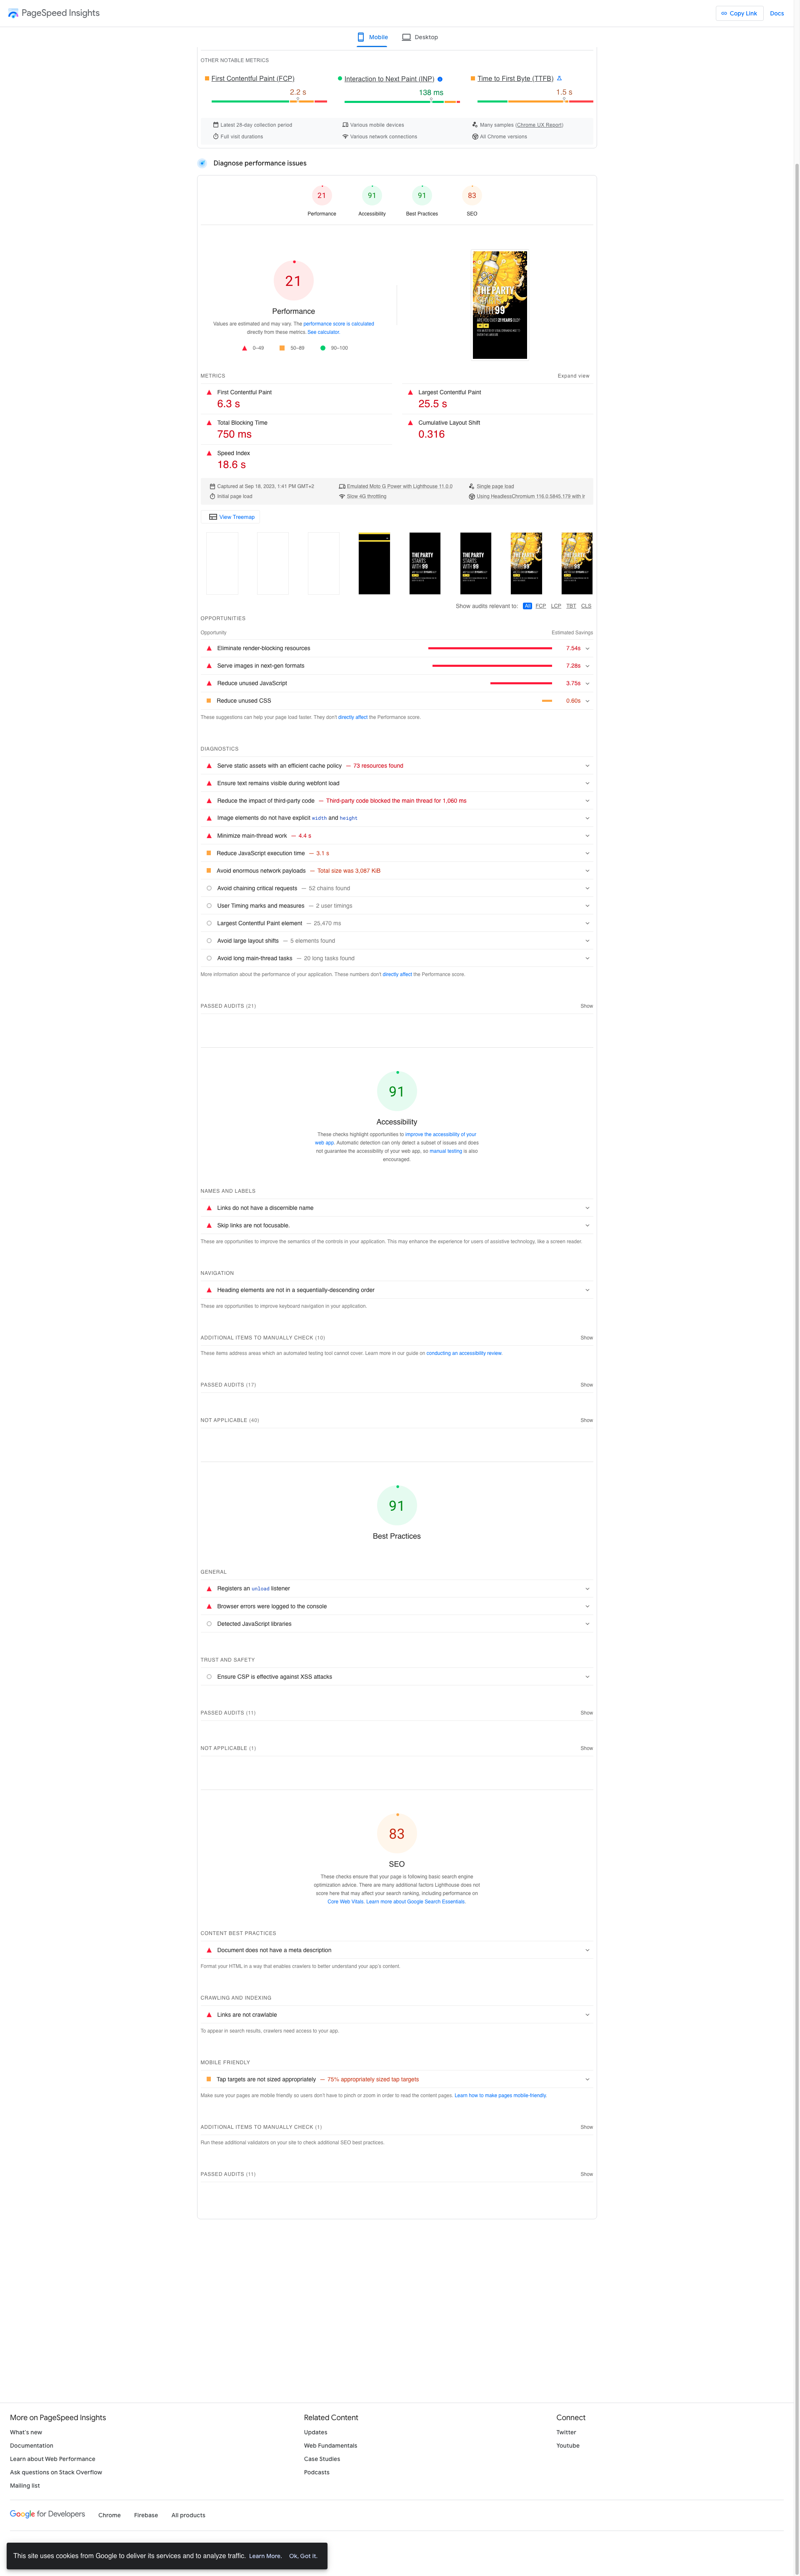 PageSpeed Insights
Copy Link
Docs
Mobile
Desktop
OTHER NOTABLE METRICS
First Contentful Paint (FCP)
2.2 s
Interaction to Next Paint (INP)
138 ms
Time to First Byte (TTFB)
1.5 s
Latest 28-day collection period
Various mobile devices
Many samples (Chrome UX Report)
Full visit durations
Various network connections
All Chrome versions
Diagnose performance issues
21
Performance
91
Accessibility
91
Best Practices
83
SEO
21
Performance
Values are estimated and may vary. The performance score is calculated
directly from these metrics. See calculator.
0–49
50–89
90–100
THE PARTY
WITH 99
METRICS
Expand view
First Contentful Paint
6.3 s
Largest Contentful Paint
25.5 s
Total Blocking Time
750 ms
Cumulative Layout Shift
0.316
Speed Index
18.6 s
Captured at Sep 18, 2023, 1:41 PM GMT+2
Emulated Moto G Power with Lighthouse 11.0.0
Single page load
Initial page load
Slow 4G throttling
Using HeadlessChromium 116.0.5845.179 with lr
View Treemap
THE PARTY
STARTS
WITH 99
THE PARTY
STARTS
WITH 99
THE PARTY
STARTS
WITH 99
THE PARTY
STARTS
WITH 99
Show audits relevant to: All FCP LCP TBT CLS
OPPORTUNITIES
Opportunity
Estimated Savings
Eliminate render-blocking resources
7.54s
Serve images in next-gen formats
7.28s
Reduce unused JavaScript
3.75s
Reduce unused CSS
0.60s
These suggestions can help your page load faster. They don't directly affect the Performance score.
DIAGNOSTICS
Serve static assets with an efficient cache policy — 73 resources found
Ensure text remains visible during webfont load
Reduce the impact of third-party code — Third-party code blocked the main thread for 1,060 ms
Image elements do not have explicit width and height
Minimize main-thread work — 4.4 s
Reduce JavaScript execution time — 3.1 s
Avoid enormous network payloads — Total size was 3,087 KiB
Avoid chaining critical requests — 52 chains found
User Timing marks and measures — 2 user timings
Largest Contentful Paint element — 25,470 ms
Avoid large layout shifts — 5 elements found
Avoid long main-thread tasks — 20 long tasks found
More information about the performance of your application. These numbers don't directly affect the Performance score.
PASSED AUDITS (21)
Show
91
Accessibility
These checks highlight opportunities to improve the accessibility of your
web app. Automatic detection can only detect a subset of issues and does
not guarantee the accessibility of your web app, so manual testing is also
encouraged.
NAMES AND LABELS
Links do not have a discernible name
Skip links are not focusable.
These are opportunities to improve the semantics of the controls in your application. This may enhance the experience for users of assistive technology, like a screen reader.
NAVIGATION
Heading elements are not in a sequentially-descending order
These are opportunities to improve keyboard navigation in your application.
ADDITIONAL ITEMS TO MANUALLY CHECK (10)
Show
These items address areas which an automated testing tool cannot cover. Learn more in our guide on conducting an accessibility review.
PASSED AUDITS (17)
Show
NOT APPLICABLE (40)
Show
91
Best Practices
GENERAL
Registers an unload listener
Browser errors were logged to the console
Detected JavaScript libraries
TRUST AND SAFETY
Ensure CSP is effective against XSS attacks
PASSED AUDITS (11)
Show
NOT APPLICABLE (1)
Show
83
SEO
These checks ensure that your page is following basic search engine
optimization advice. There are many additional factors Lighthouse does not
score here that may affect your search ranking, including performance on
Core Web Vitals. Learn more about Google Search Essentials.
CONTENT BEST PRACTICES
Document does not have a meta description
Format your HTML in a way that enables crawlers to better understand your app's content.
CRAWLING AND INDEXING
Links are not crawlable
To appear in search results, crawlers need access to your app.
MOBILE FRIENDLY
Tap targets are not sized appropriately — 75% appropriately sized tap targets
Make sure your pages are mobile friendly so users don't have to pinch or zoom in order to read the content pages. Learn how to make pages mobile-friendly.
ADDITIONAL ITEMS TO MANUALLY CHECK (1)
Show
Run these additional validators on your site to check additional SEO best practices.
PASSED AUDITS (11)
Show
More on PageSpeed Insights
What's new
Documentation
Learn about Web Performance
Ask questions on Stack Overflow
Mailing list
Related Content
Updates
Web Fundamentals
Case Studies
Podcasts
Connect
Twitter
Youtube
Google for Developers
Chrome
Firebase
All products
This site uses cookies from Google to deliver its services and to analyze traffic. Learn More. Ok, Got it.